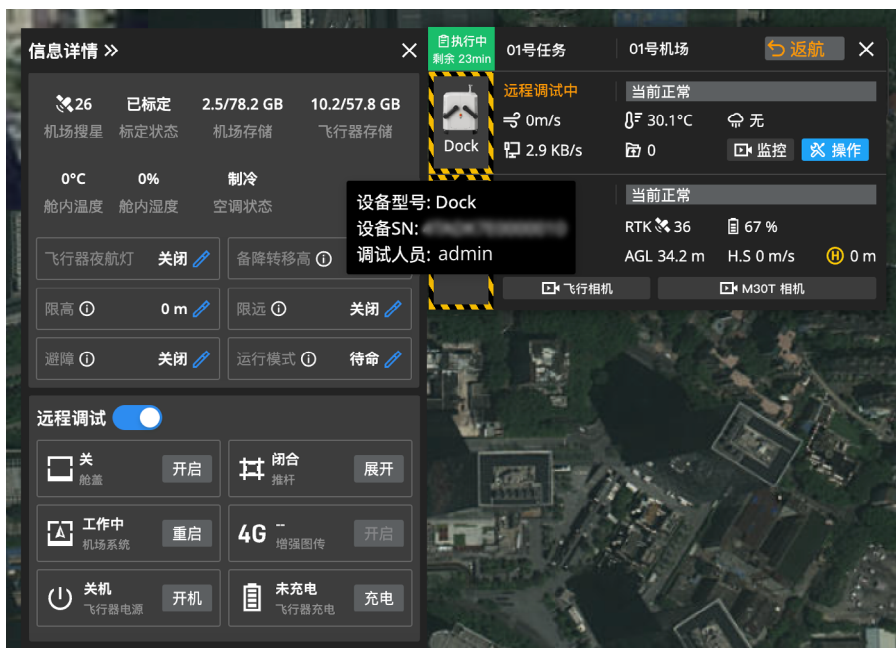 信息详情
26 已标定 2.5/78.2 GB 10.2/57.8 GB
机场搜星 标定状态 机场存储 飞行器存储
0°C 0% 制冷
舱内温度 舱内湿度 空调状态
飞行器夜航灯 关闭 备降转移高
限高 0 m 限远 关闭
避障 关闭 运行模式 待命
远程调试
关 舱盖 开启
闭合 推杆 展开
工作中 机场系统 重启
4G -- 增强图传 开启
关机 飞行器电源 开机
未充电 飞行器充电 充电
执行中
剩余 23min
01号任务 01号机场 返航
Dock
远程调试中 当前正常
0m/s 30.1°C 无
2.9 KB/s 0 监控 操作
设备型号: Dock
设备SN:
调试人员: admin
当前正常
RTK 36 67 %
AGL 34.2 m H.S 0 m/s H 0 m
飞行相机 M30T 相机